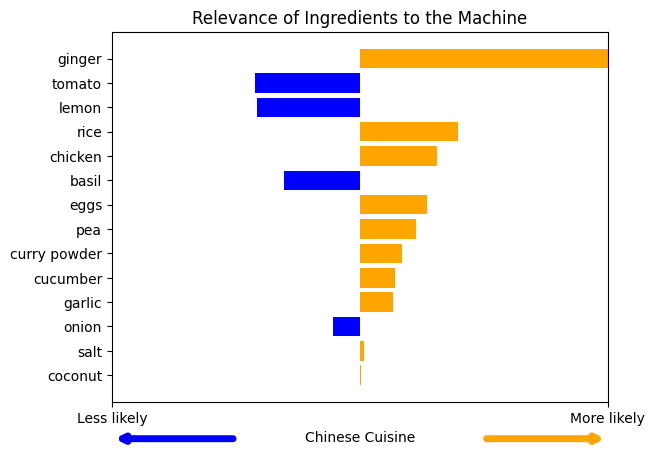 Relevance of Ingredients to the Machine
ginger
tomato
lemon
rice
chicken
basil
eggs
pea
curry powder
cucumber
garlic
onion
salt
coconut
Less likely More likely
Chinese Cuisine